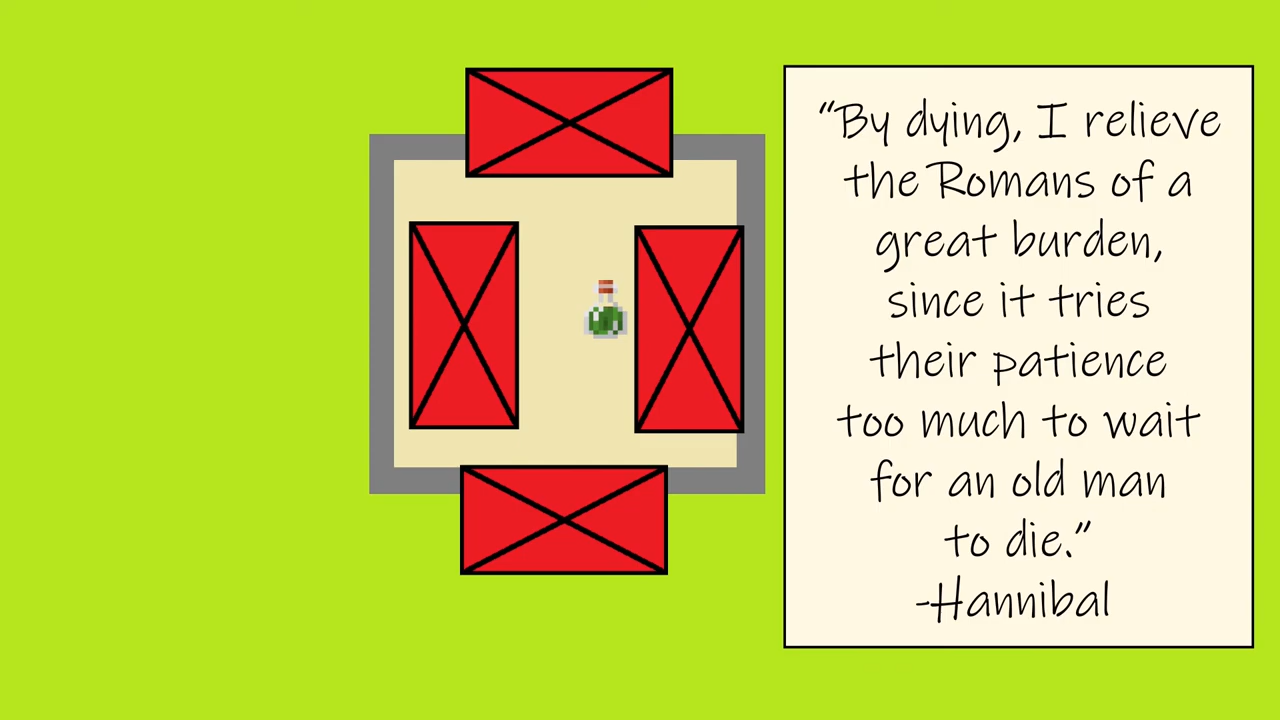 “By dying, I relieve
the Romans of a
great burden,
since it tries
their patience
too much to wait
for an old man
to die.”
-Hannibal